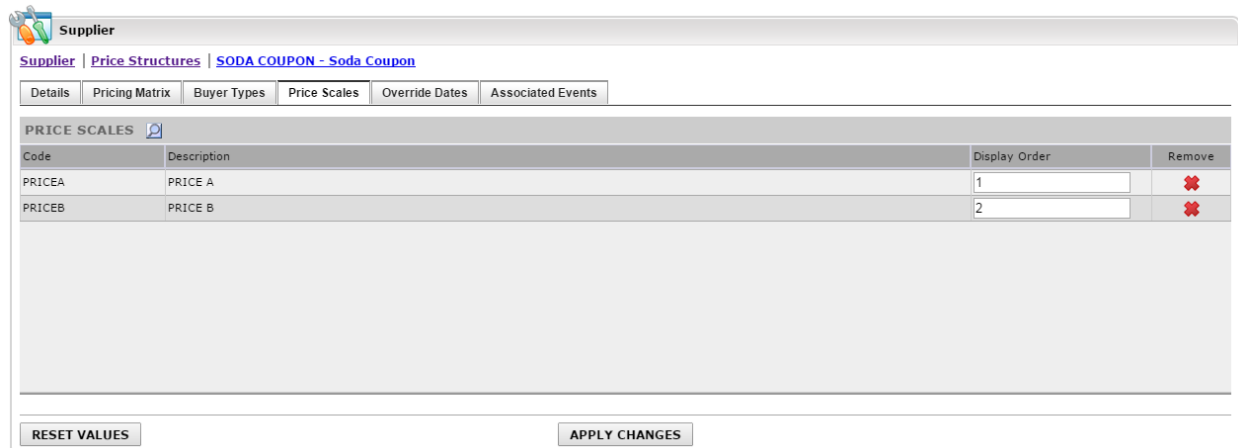 Supplier
Supplier | Price Structures | SODA COUPON - Soda Coupon
Details Pricing Matrix Buyer Types Price Scales Override Dates Associated Events
PRICE SCALES
Code Description Display Order Remove
PRICEA PRICE A 1
PRICEB PRICE B 2
RESET VALUES APPLY CHANGES